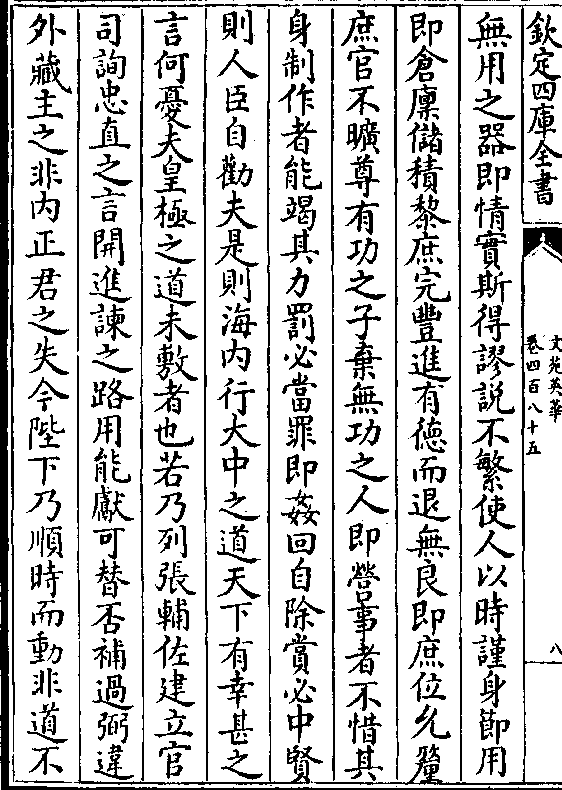 欽定四庫全書
文苑英華
卷四百八十五
八
無用之器即情實斯得謬説不繁使人以時謹身節用
即倉廩儲積黎庶完豐進有德而退無良即庶位允釐
庶官不曠尊有功之子棄無功之人即營事者不惜其
身制作者能竭其力罰必當罪即姦回自除賞必中賢
則人臣自勸夫是則海内行大中之道天下有幸甚之
言何憂夫皇極之道未敷者也若乃列張輔佐建立官
司詢忠直之言開進諫之路用能獻可替否補過弼違
外藏主之非内正君之失今陛下乃順時而動非道不